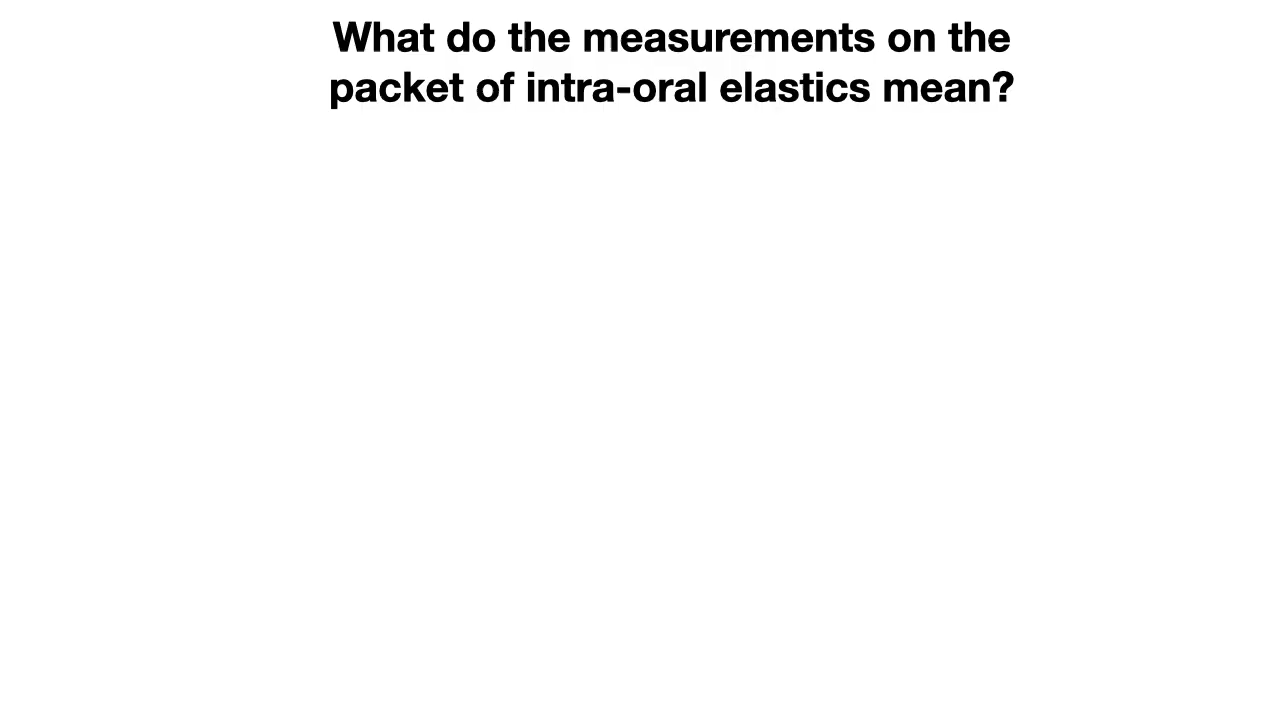 What do the measurements on the
packet of intra-oral elastics mean?